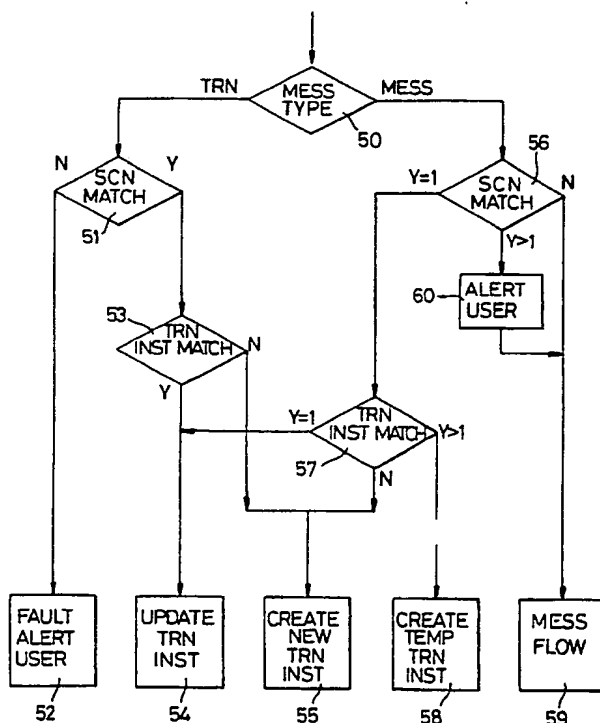 TRN
MESS
TYPE
MESS
50
N
Y
SCN
MATCH
51
Y=1
SCN
MATCH
N
56
Y>1
60
ALERT
USER
53
TRN
INST MATCH
N
Y
Y=1
TRN
INST MATCH
Y>1
57
N
FAULT
ALERT
USER
52
UPDATE
TRN
INST
54
CREATE
NEW
TRN
INST
55
CREATE
TEMP
TRN
INST
58
MESS
FLOW
59